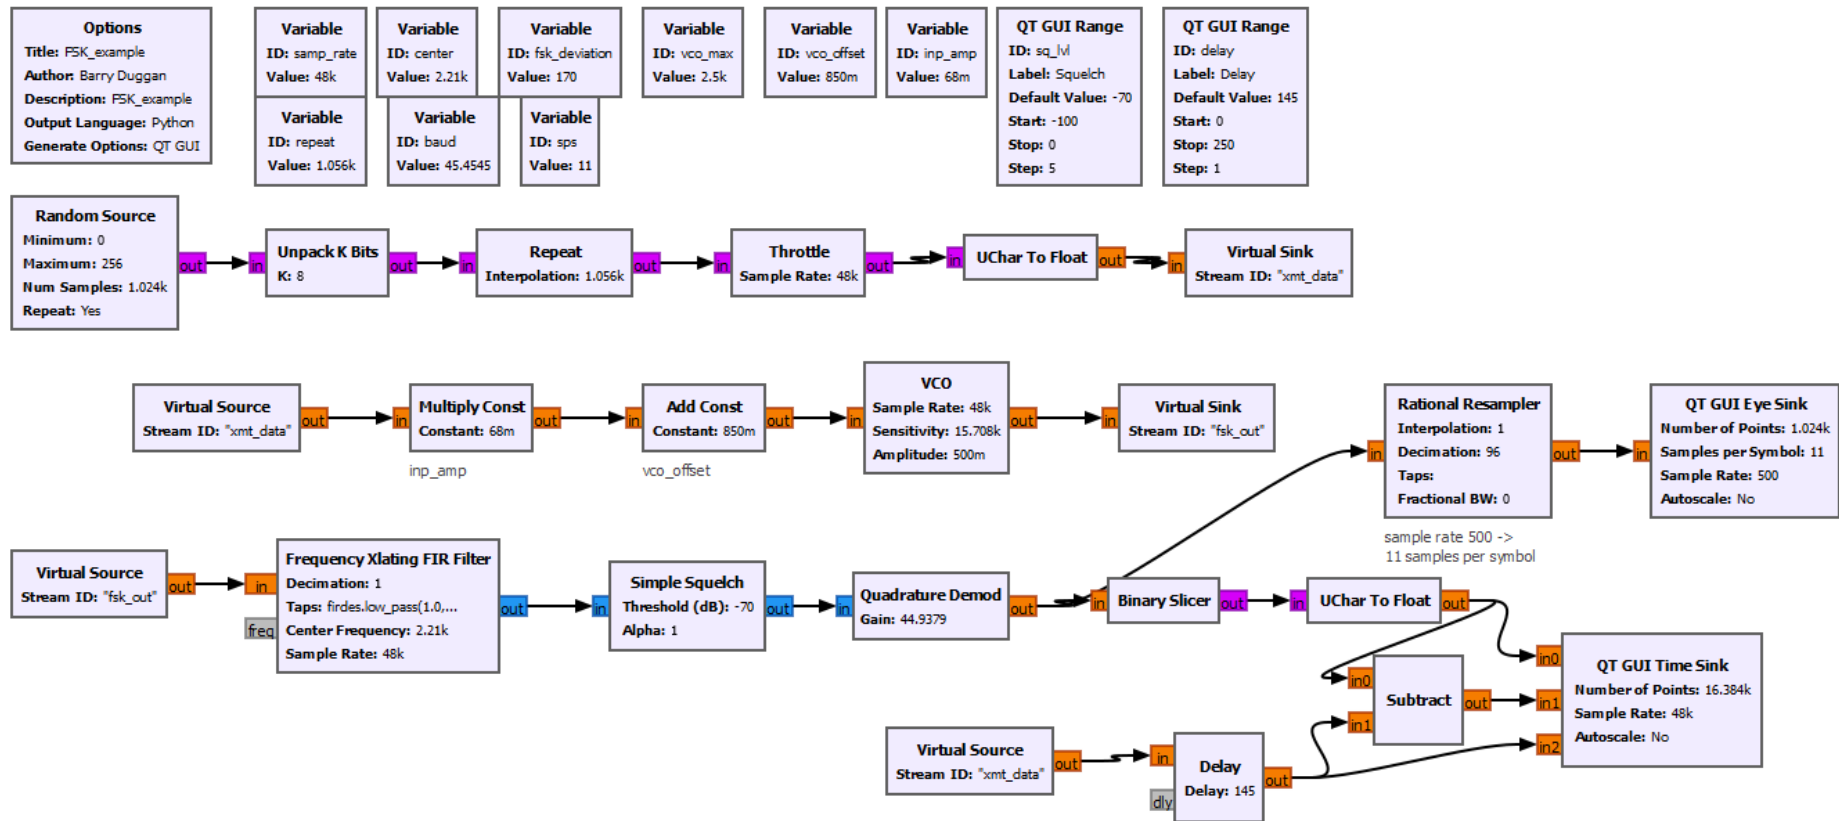 Options
Title: FSK_example
Author: Barry Duggan
Description: FSK_example
Output Language: Python
Generate Options: QT GUI
Variable
ID: samp_rate
Value: 48k
Variable
ID: center
Value: 2.21k
Variable
ID: fsk_deviation
Value: 170
Variable
ID: vco_max
Value: 2.5k
Variable
ID: vco_offset
Value: 850m
Variable
ID: inp_amp
Value: 68m
QT GUI Range
ID: sq_lvl
Label: Squelch
Default Value: -70
Start: -100
Stop: 0
Step: 5
QT GUI Range
ID: delay
Label: Delay
Default Value: 145
Start: 0
Stop: 250
Step: 1
Variable
ID: repeat
Value: 1.056k
Variable
ID: baud
Value: 45.4545
Variable
ID: sps
Value: 11
Random Source
Minimum: 0
Maximum: 256
Num Samples: 1.024k
Repeat: Yes
out
in
Unpack K Bits
K: 8
out
in
Repeat
Interpolation: 1.056k
out
in
Throttle
Sample Rate: 48k
out
in
UChar To Float
out
in
Virtual Sink
Stream ID: "xmt_data"
Virtual Source
Stream ID: "xmt_data"
out
in
Multiply Const
Constant: 68m
out
inp_amp
in
Add Const
Constant: 850m
out
vco_offset
in
VCO
Sample Rate: 48k
Sensitivity: 15.708k
Amplitude: 500m
out
in
Virtual Sink
Stream ID: "fsk_out"
in
Rational Resampler
Interpolation: 1
Decimation: 96
Taps:
Fractional BW: 0
out
sample rate 500 ->
11 samples per symbol
in
QT GUI Eye Sink
Number of Points: 1.024k
Samples per Symbol: 11
Sample Rate: 500
Autoscale: No
Virtual Source
Stream ID: "fsk_out"
out
in
freq
Frequency Xlating FIR Filter
Decimation: 1
Taps: firdes.low_pass(1.0,...
Center Frequency: 2.21k
Sample Rate: 48k
out
in
Simple Squelch
Threshold (dB): -70
Alpha: 1
out
in
Quadrature Demod
Gain: 44.9379
out
in
Binary Slicer
out
in
UChar To Float
out
in0
in1
Subtract
out
in0
in1
in2
QT GUI Time Sink
Number of Points: 16.384k
Sample Rate: 48k
Autoscale: No
Virtual Source
Stream ID: "xmt_data"
out
in
dly
Delay
Delay: 145
out